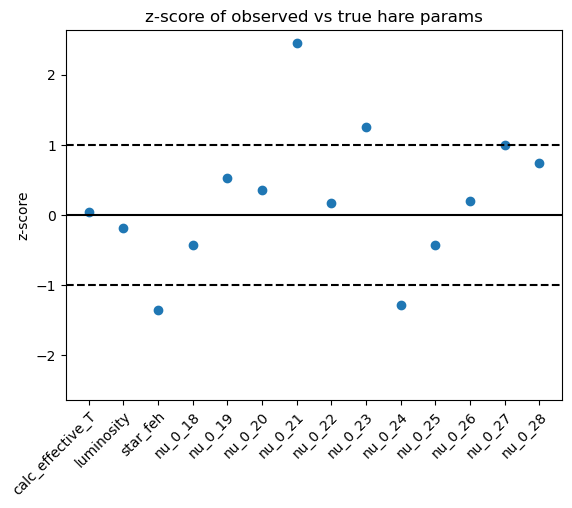 z-score of observed vs true hare params
z-score
2
1
0
−1
−2
calc_effective_T
luminosity
star_feh
nu_0_18
nu_0_19
nu_0_20
nu_0_21
nu_0_22
nu_0_23
nu_0_24
nu_0_25
nu_0_26
nu_0_27
nu_0_28